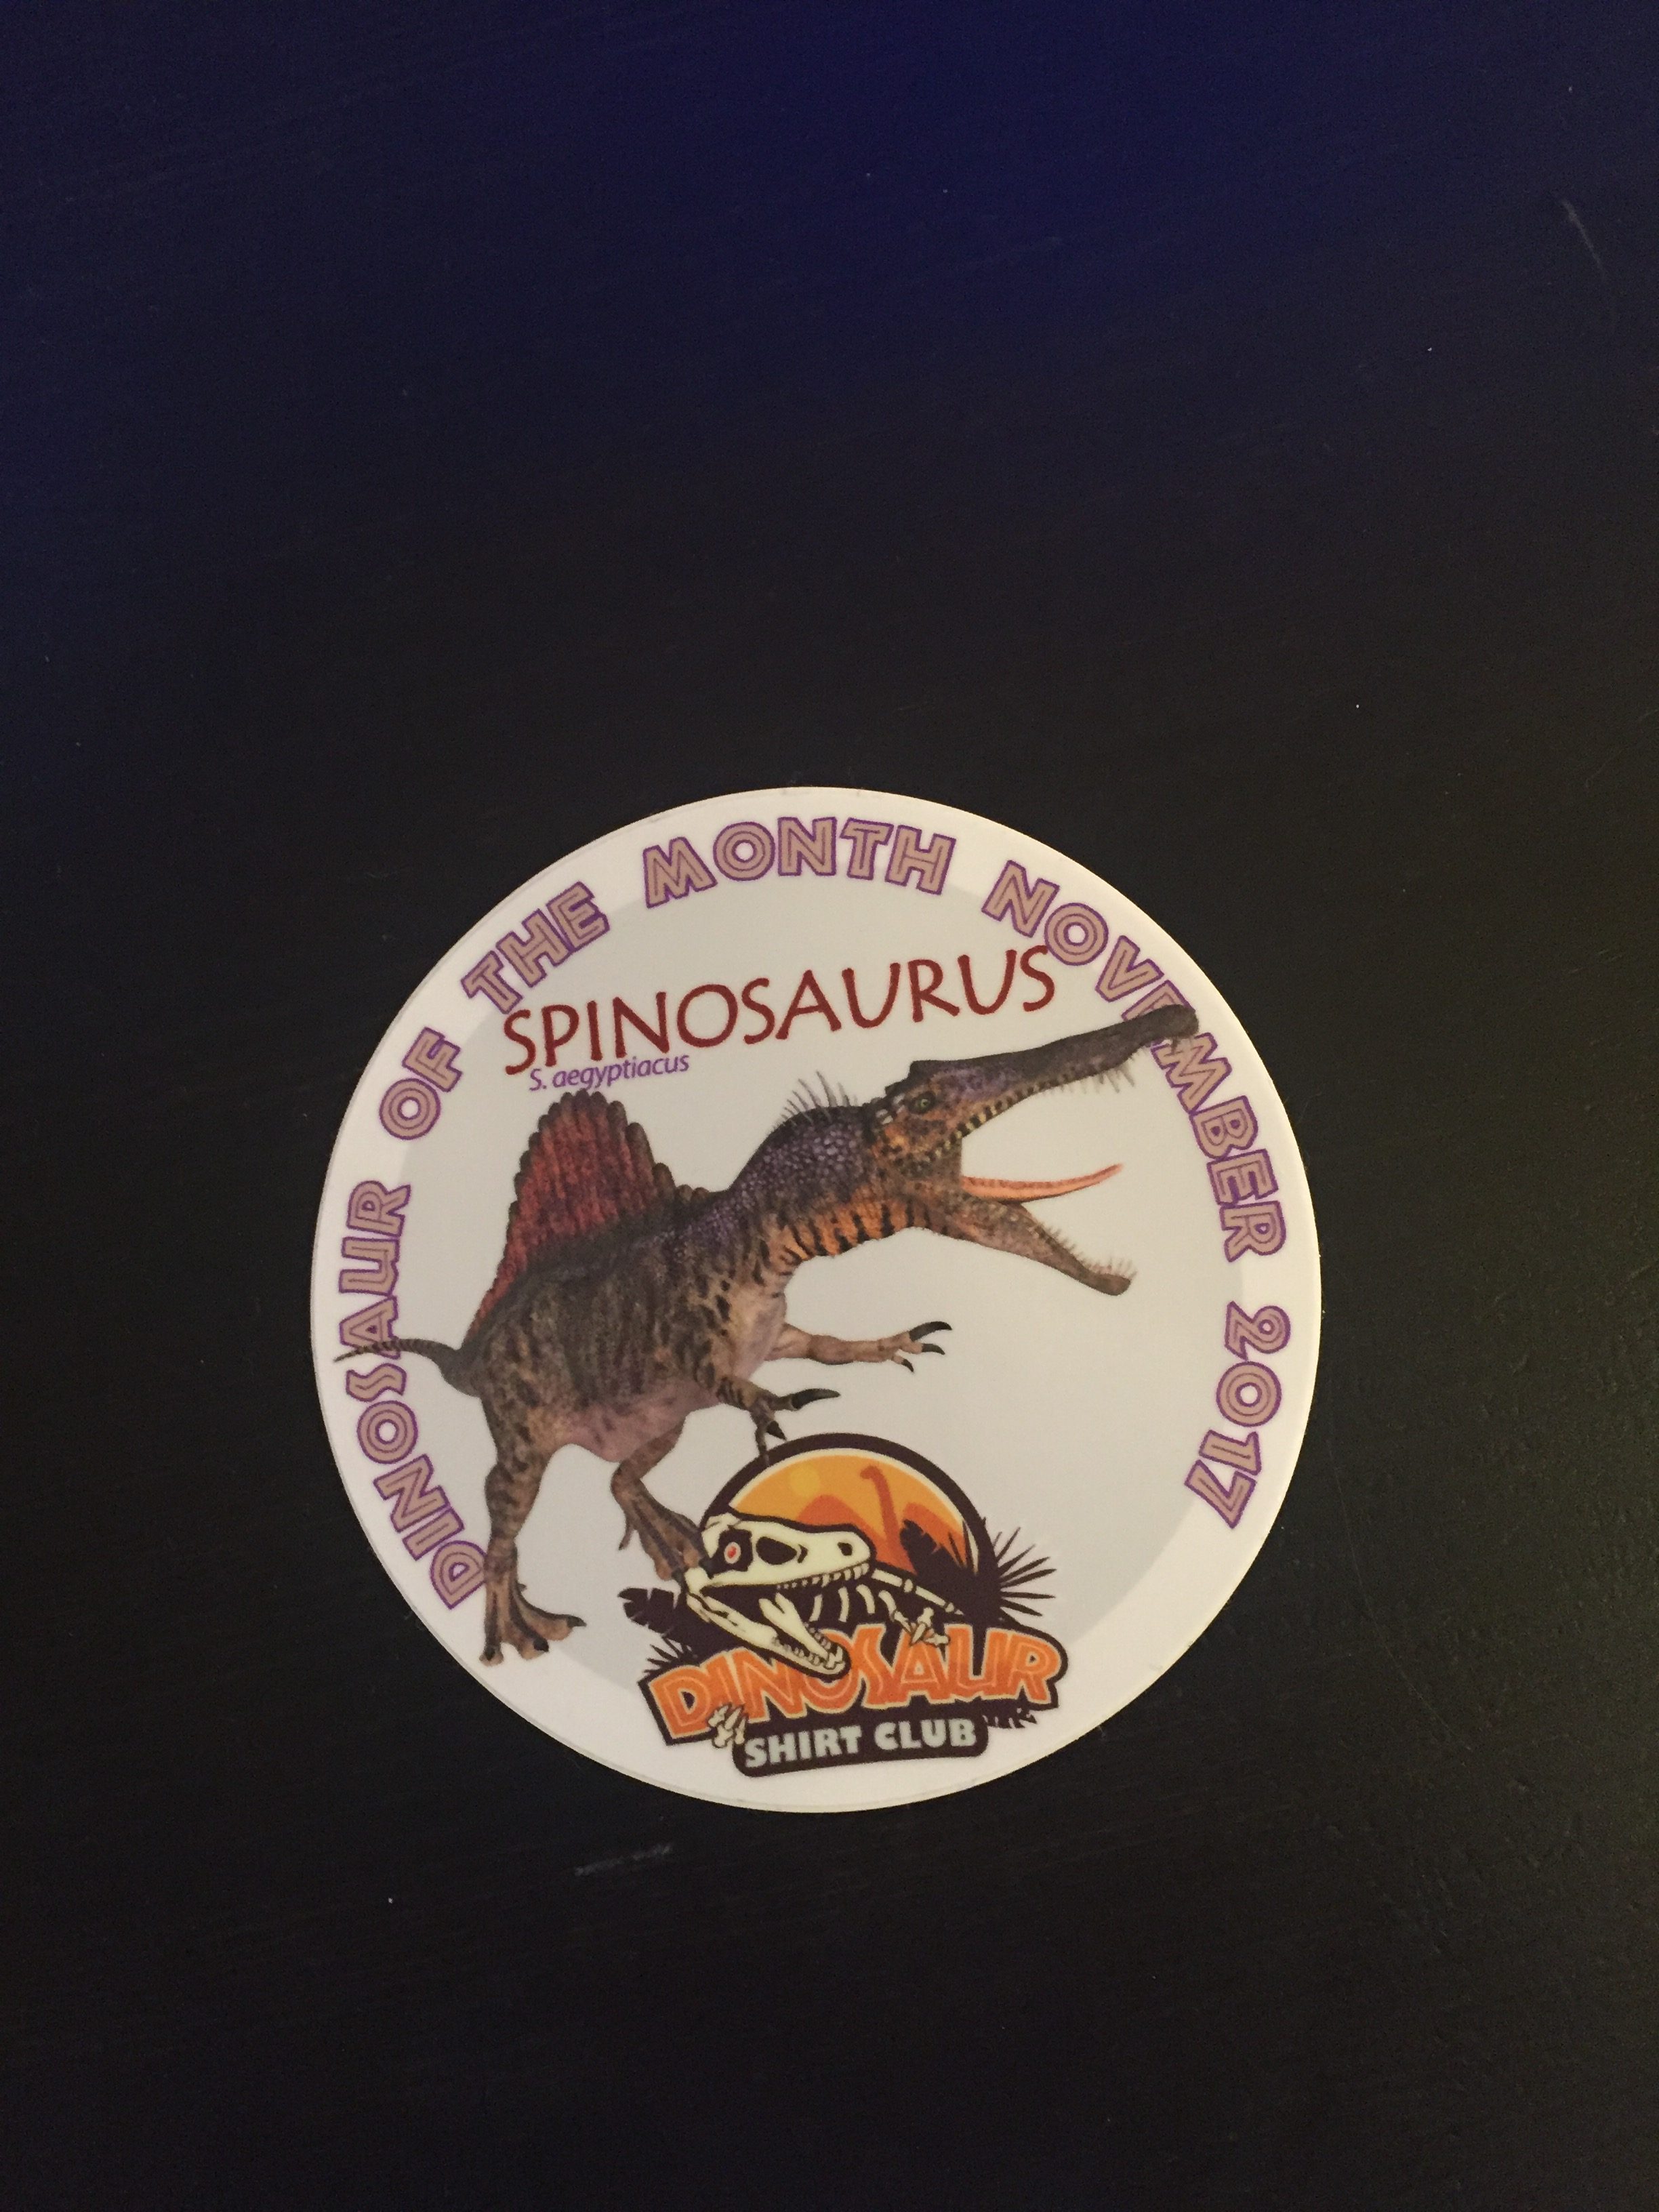 DINOSAUR OF THE MONTH NOVEMBER 2017
SPINOSAURUS
S. aegyptiacus
DINOSAUR
SHIRT CLUB